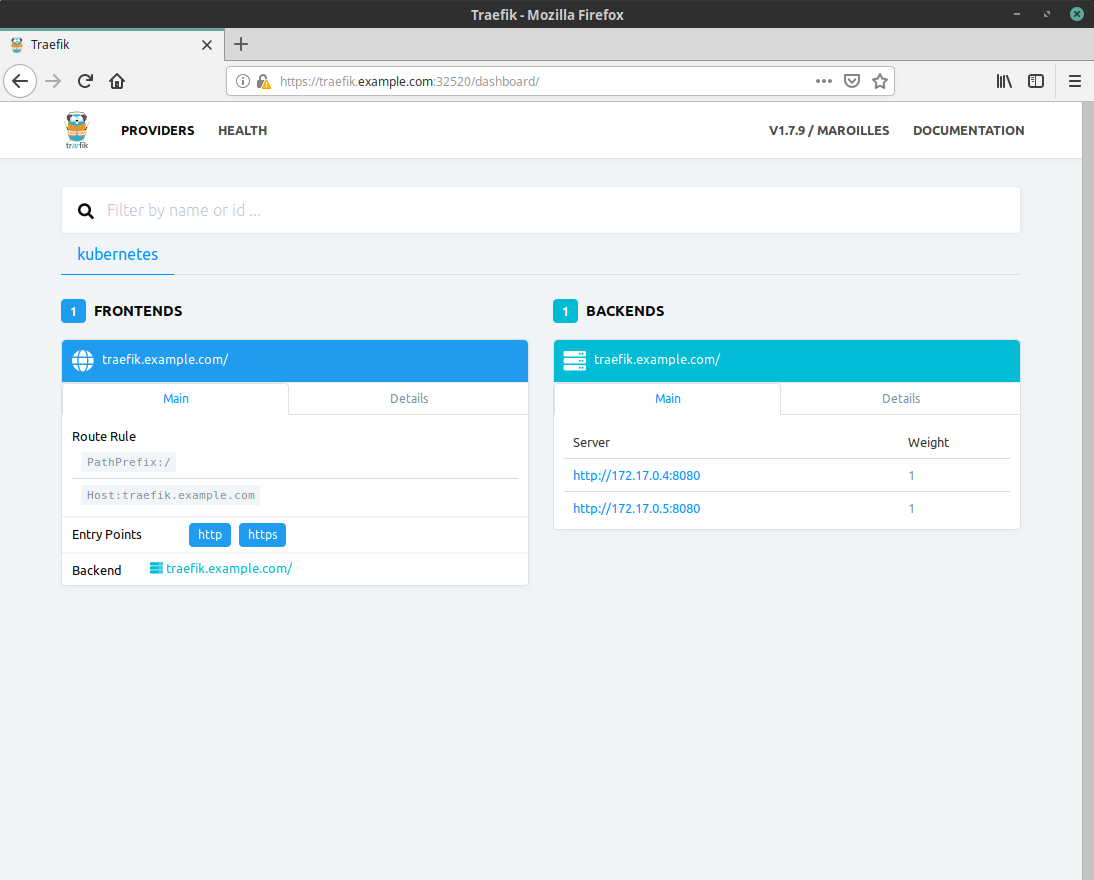 Traefik - Mozilla Firefox
Traefik
https://traefik.example.com:32520/dashboard/
træfik
PROVIDERS
HEALTH
V1.7.9 / MAROILLES
DOCUMENTATION
Filter by name or id ...
kubernetes
1 FRONTENDS
traefik.example.com/
Main
Details
Route Rule
PathPrefix:/
Host:traefik.example.com
Entry Points http https
Backend traefik.example.com/
1 BACKENDS
traefik.example.com/
Main
Details
Server Weight
http://172.17.0.4:8080 1
http://172.17.0.5:8080 1